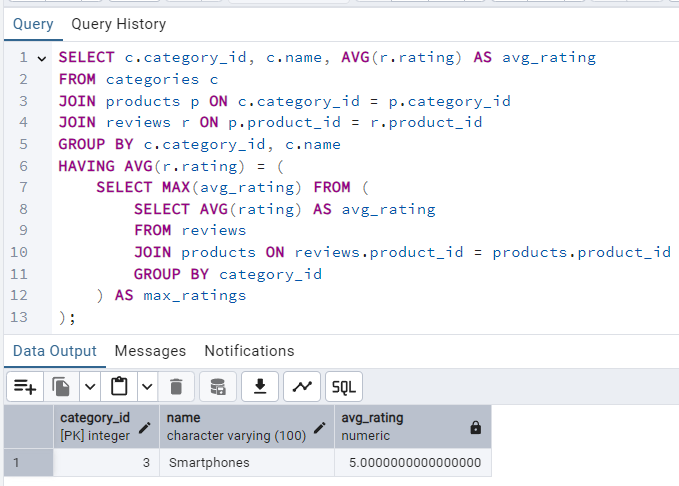 Query Query History
1 SELECT c.category_id, c.name, AVG(r.rating) AS avg_rating
2 FROM categories c
3 JOIN products p ON c.category_id = p.category_id
4 JOIN reviews r ON p.product_id = r.product_id
5 GROUP BY c.category_id, c.name
6 HAVING AVG(r.rating) = (
7 SELECT MAX(avg_rating) FROM (
8 SELECT AVG(rating) AS avg_rating
9 FROM reviews
10 JOIN products ON reviews.product_id = products.product_id
11 GROUP BY category_id
12 ) AS max_ratings
13 );
Data Output Messages Notifications
SQL
category_id name avg_rating
[PK] integer character varying (100) numeric
1 3 Smartphones 5.0000000000000000